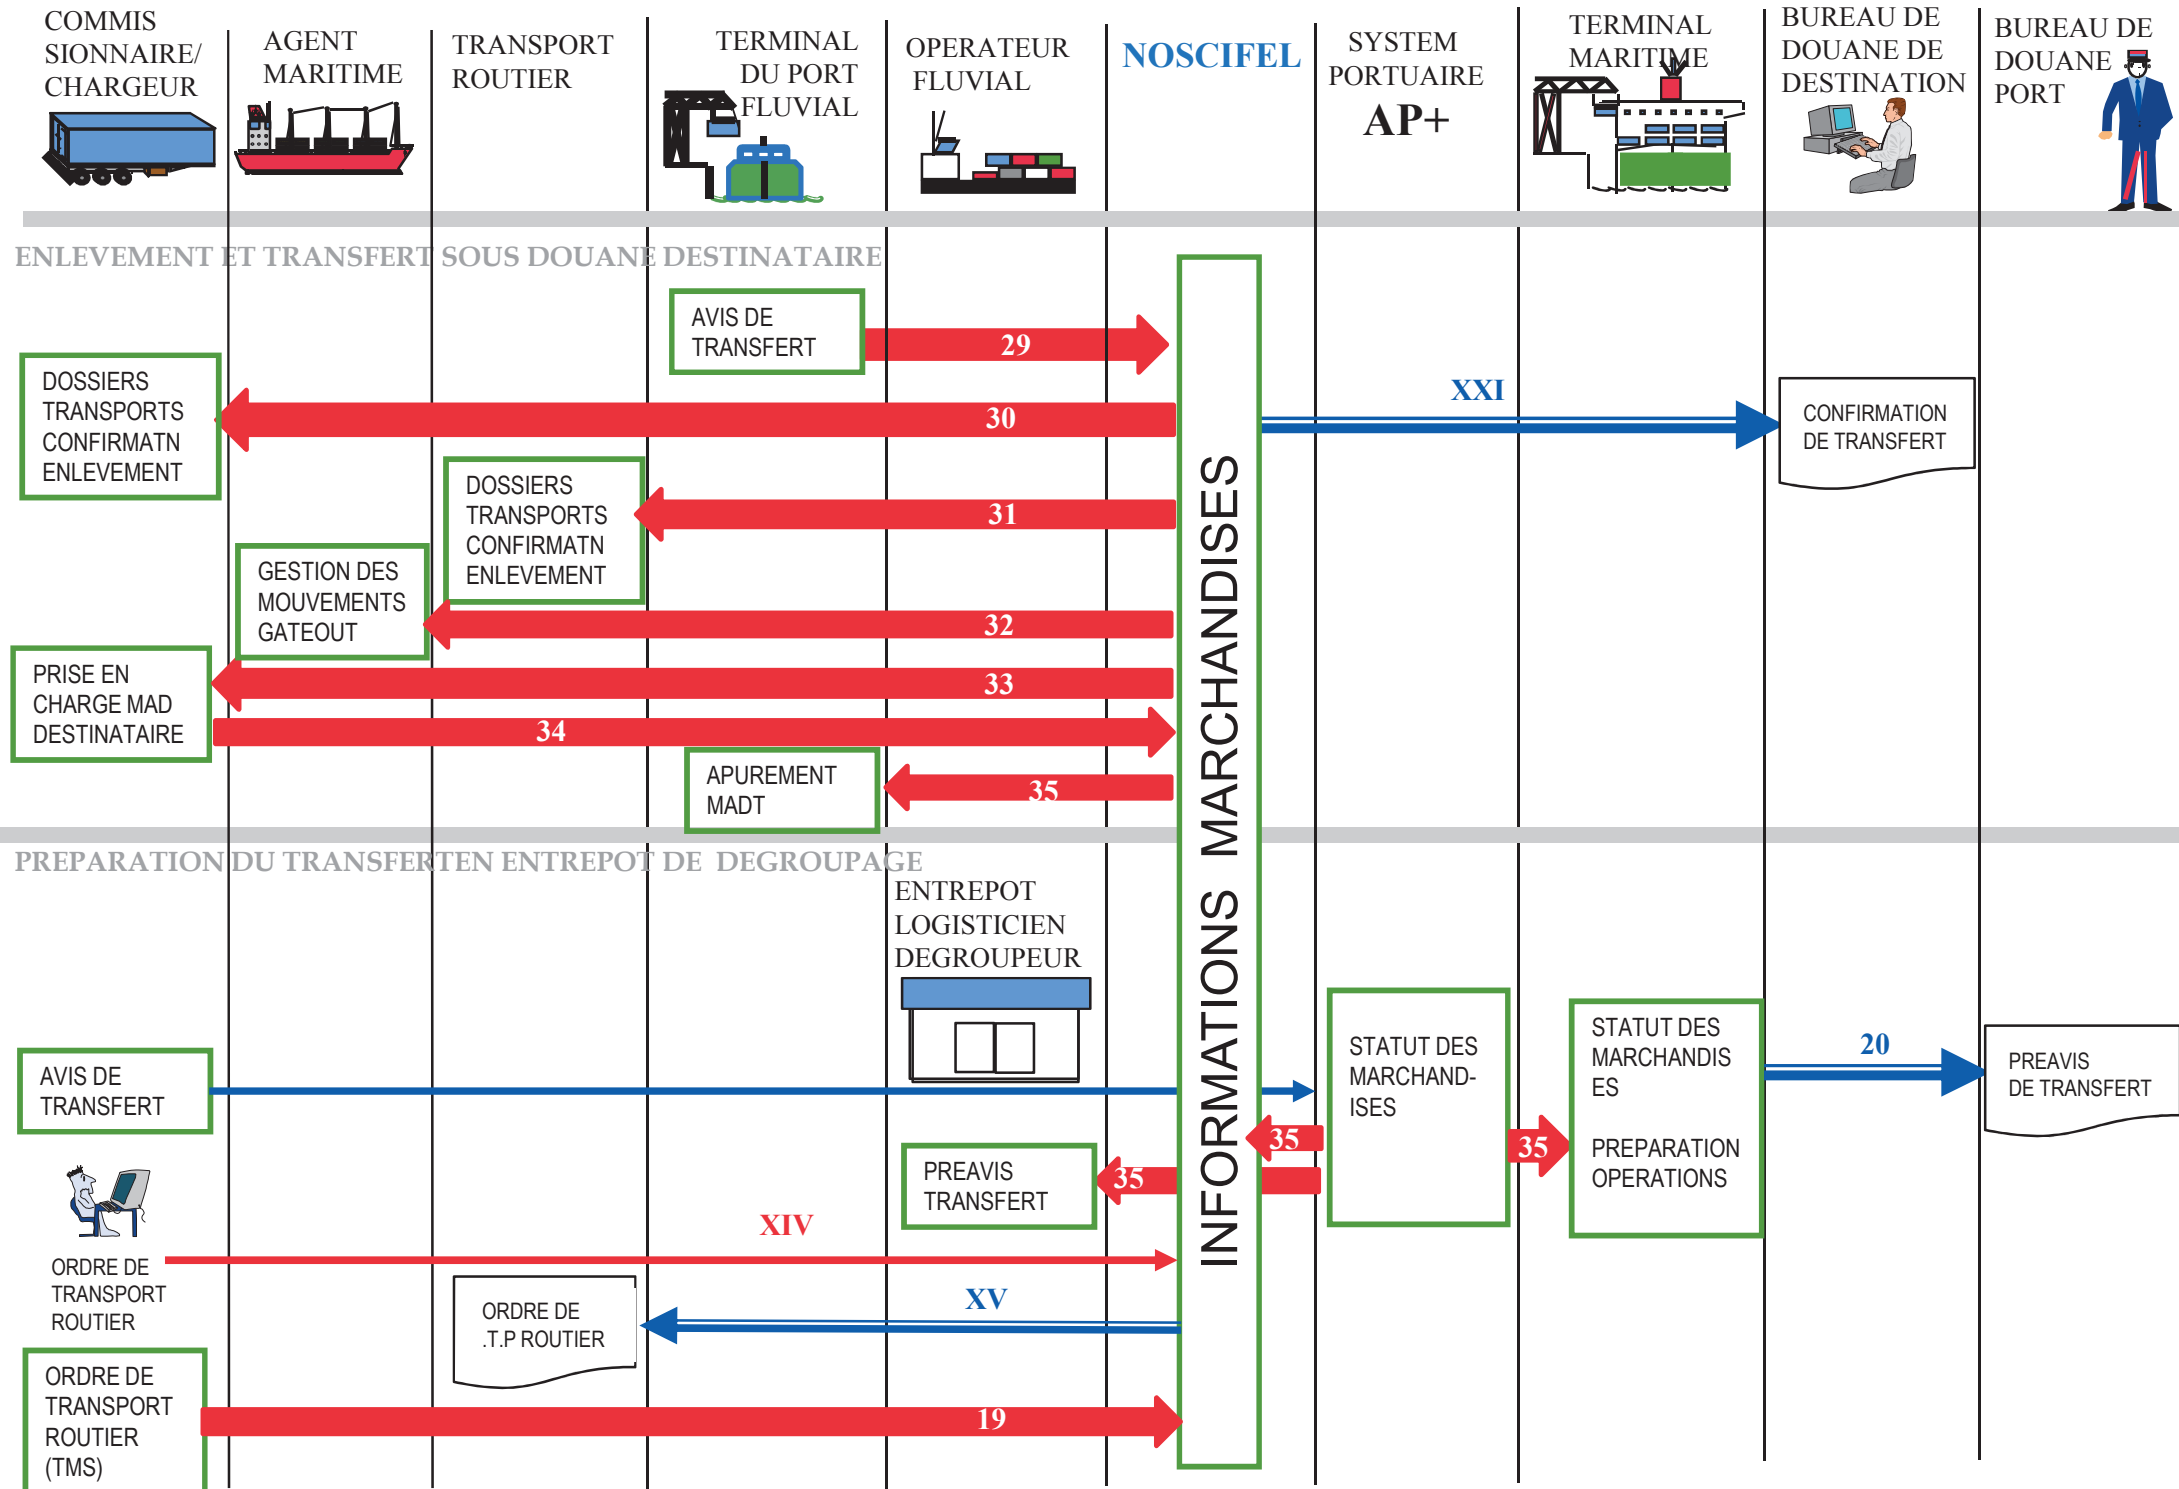 COMMIS
SIONNAIRE/
CHARGEUR
AGENT
MARITIME
TRANSPORT
ROUTIER
TERMINAL
DU PORT
FLUVIAL
OPERATEUR
FLUVIAL
NOSCIFEL
SYSTEM
PORTUAIRE
AP+
TERMINAL
MARITIME
BUREAU DE
DOUANE DE
DESTINATION
BUREAU DE
DOUANE
PORT
ENLEVEMENT ET TRANSFERT SOUS DOUANE DESTINATAIRE
AVIS DE
TRANSFERT
29
DOSSIERS
TRANSPORTS
CONFIRMATN
ENLEVEMENT
30
XXI
CONFIRMATION
DE TRANSFERT
DOSSIERS
TRANSPORTS
CONFIRMATN
ENLEVEMENT
31
GESTION DES
MOUVEMENTS
GATEOUT
32
PRISE EN
CHARGE MAD
DESTINATAIRE
33
34
APUREMENT
MADT
35
INFORMATIONS MARCHANDISES
PREPARATION DU TRANSFERTEN ENTREPOT DE DEGROUPAGE
ENTREPOT
LOGISTICIEN
DEGROUPEUR
AVIS DE
TRANSFERT
STATUT DES
MARCHAND-
ISES
STATUT DES
MARCHANDIS
ES
PREPARATION
OPERATIONS
20
PREAVIS
DE TRANSFERT
35
35
PREAVIS
TRANSFERT
35
XIV
ORDRE DE
TRANSPORT
ROUTIER
ORDRE DE
.T.P ROUTIER
XV
ORDRE DE
TRANSPORT
ROUTIER
(TMS)
19